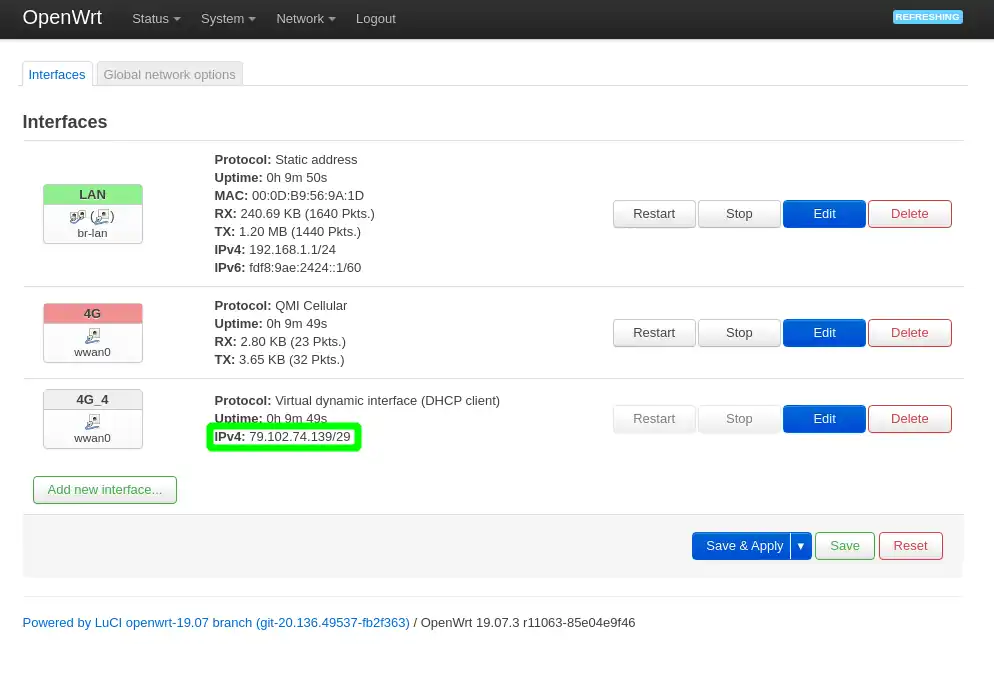 OpenWrt Status System Network Logout REFRESHING
Interfaces Global network options
Interfaces
LAN
br-lan
Protocol: Static address
Uptime: 0h 9m 50s
MAC: 00:0D:B9:56:9A:1D
RX: 240.69 KB (1640 Pkts.)
TX: 1.20 MB (1440 Pkts.)
IPv4: 192.168.1.1/24
IPv6: fdf8:9ae:2424::1/60
Restart Stop Edit Delete
4G
wwan0
Protocol: QMI Cellular
Uptime: 0h 9m 49s
RX: 2.80 KB (23 Pkts.)
TX: 3.65 KB (32 Pkts.)
Restart Stop Edit Delete
4G_4
wwan0
Protocol: Virtual dynamic interface (DHCP client)
Uptime: 0h 9m 49s
IPv4: 79.102.74.139/29
Restart Stop Edit Delete
Add new interface...
Save & Apply Save Reset
Powered by LuCI openwrt-19.07 branch (git-20.136.49537-fb2f363) / OpenWrt 19.07.3 r11063-85e04e9f46